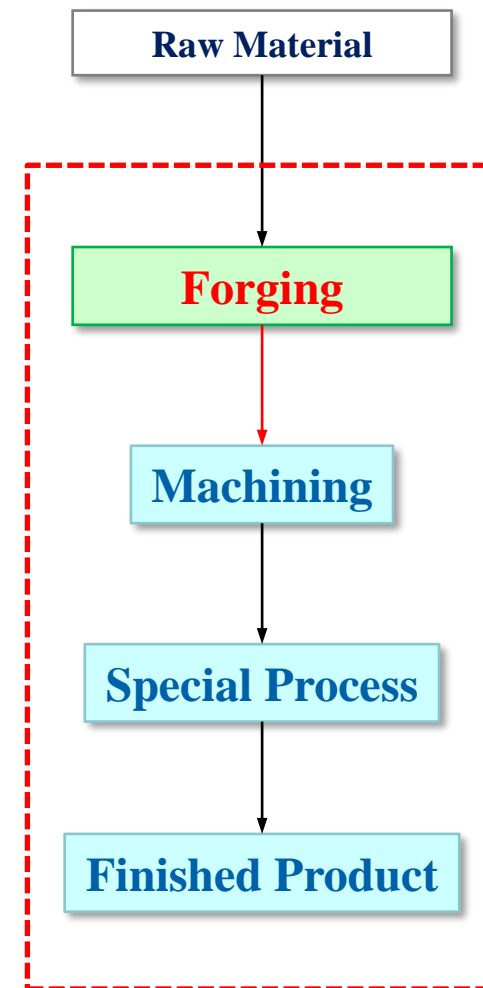 Raw Material
Forging
Machining
Special Process
Finished Product